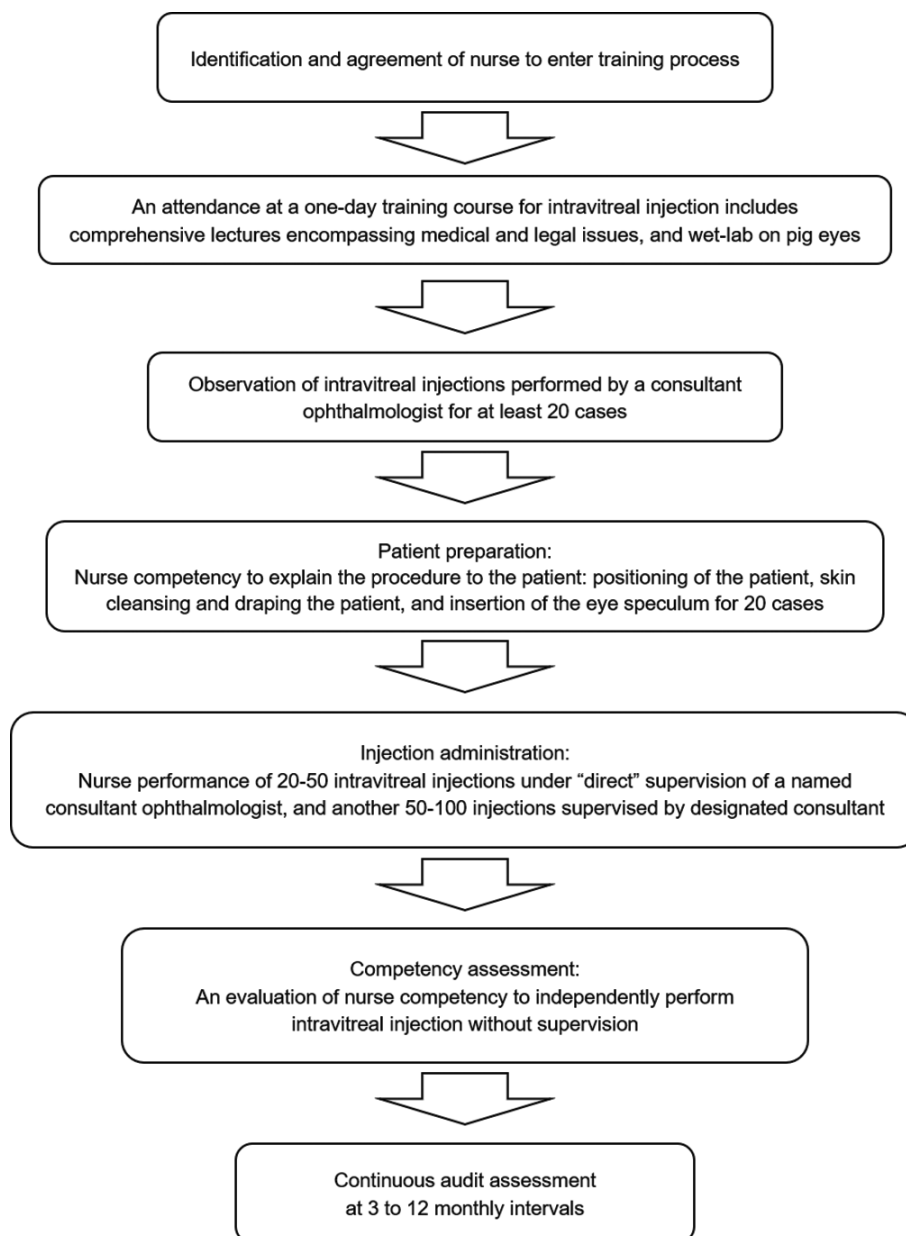 Identification and agreement of nurse to enter training process
An attendance at a one-day training course for intravitreal injection includes
comprehensive lectures encompassing medical and legal issues, and wet-lab on pig eyes
Observation of intravitreal injections performed by a consultant
ophthalmologist for at least 20 cases
Patient preparation:
Nurse competency to explain the procedure to the patient: positioning of the patient, skin
cleansing and draping the patient, and insertion of the eye speculum for 20 cases
Injection administration:
Nurse performance of 20-50 intravitreal injections under “direct” supervision of a named
consultant ophthalmologist, and another 50-100 injections supervised by designated consultant
Competency assessment:
An evaluation of nurse competency to independently perform
intravitreal injection without supervision
Continuous audit assessment
at 3 to 12 monthly intervals